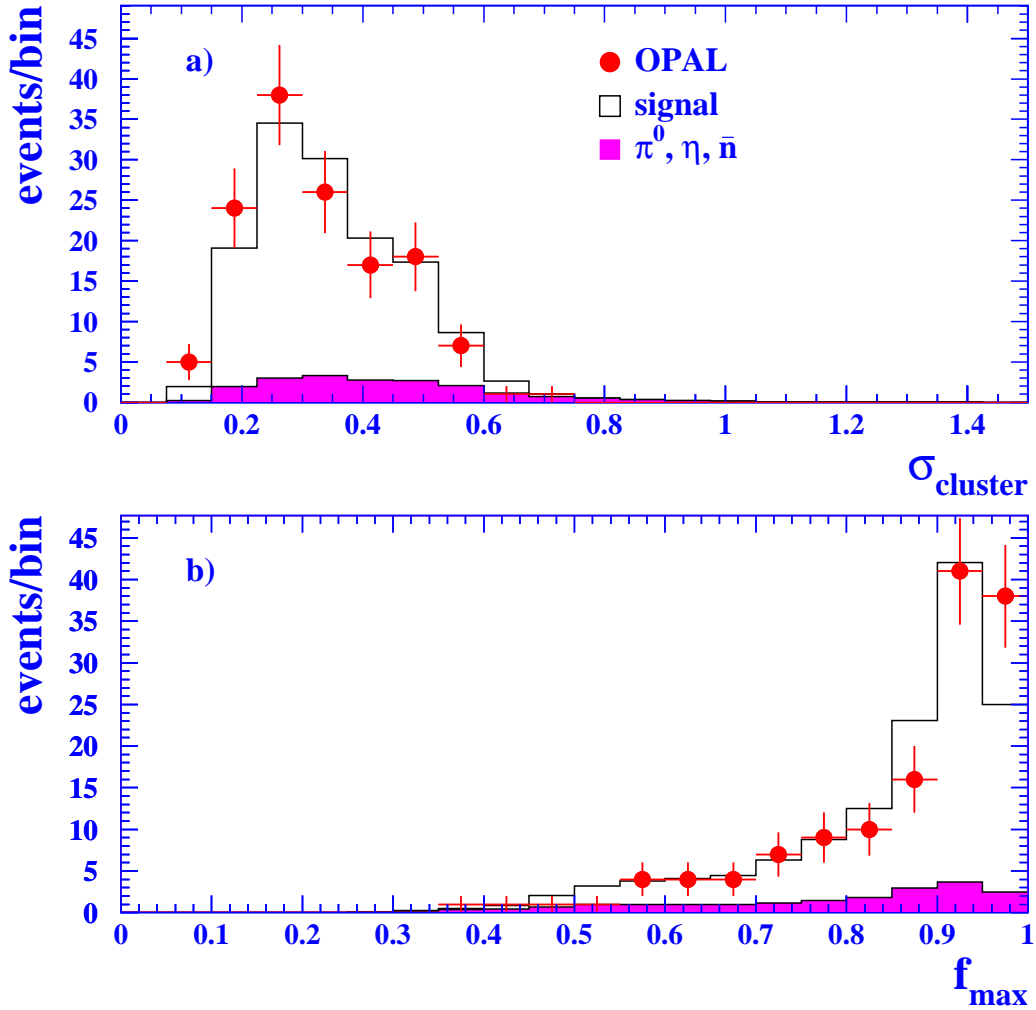 events/bin
a)
OPAL
signal
π⁰, η, n̄
45
40
35
30
25
20
15
10
5
0
0 0.2 0.4 0.6 0.8 1 1.2 1.4
σcluster
events/bin
b)
45
40
35
30
25
20
15
10
5
0
0 0.1 0.2 0.3 0.4 0.5 0.6 0.7 0.8 0.9 1
fmax